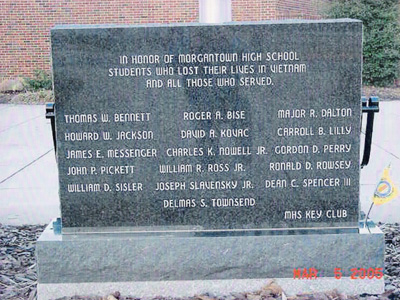 IN HONOR OF MORGANTOWN HIGH SCHOOL
STUDENTS WHO LOST THEIR LIVES IN VIETNAM
AND ALL THOSE WHO SERVED.
THOMAS W. BENNETT ROGER A. BISE MAJOR R. DALTON
HOWARD W. JACKSON DAVID A. KOVAC CARROLL B. LILLY
JAMES E. MESSENGER CHARLES K. NOWELL JR. GORDON D. PERRY
JOHN P. PICKETT WILLIAM R. ROSS JR. RONALD D. ROWSEY
WILLIAM D. SISLER JOSEPH SLAVENSKY JR. DEAN C. SPENCER III
DELMAS S. TOWNSEND
MHS KEY CLUB
MAR 5 2005